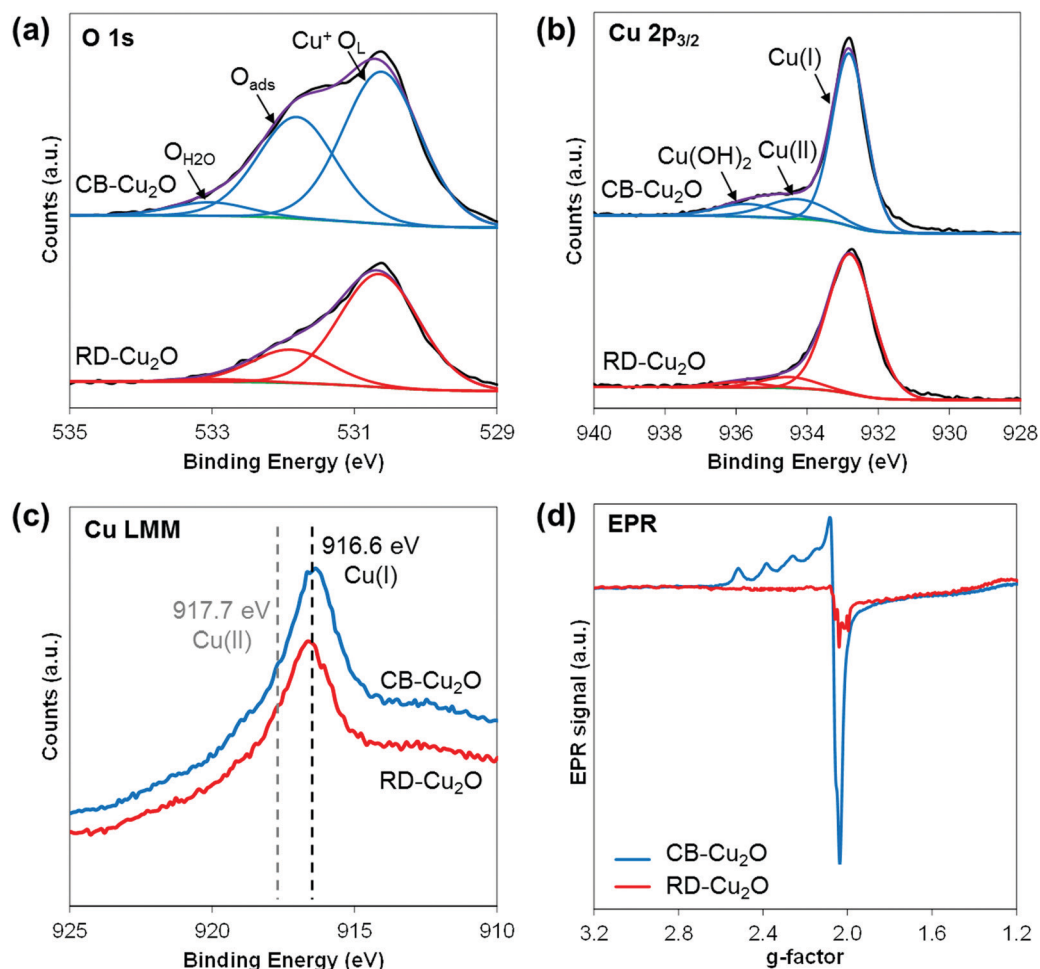 (a)
O 1s
Cu⁺ O_L
O_ads
O_H2O
CB-Cu₂O
RD-Cu₂O
Counts (a.u.)
535
533
531
529
Binding Energy (eV)
(b)
Cu 2p₃/₂
Cu(I)
Cu(II)
Cu(OH)₂
CB-Cu₂O
RD-Cu₂O
Counts (a.u.)
940
938
936
934
932
930
928
Binding Energy (eV)
(c)
Cu LMM
916.6 eV
Cu(I)
917.7 eV
Cu(II)
CB-Cu₂O
RD-Cu₂O
Counts (a.u.)
925
920
915
910
Binding Energy (eV)
(d)
EPR
EPR signal (a.u.)
CB-Cu₂O
RD-Cu₂O
3.2
2.8
2.4
2.0
1.6
1.2
g-factor